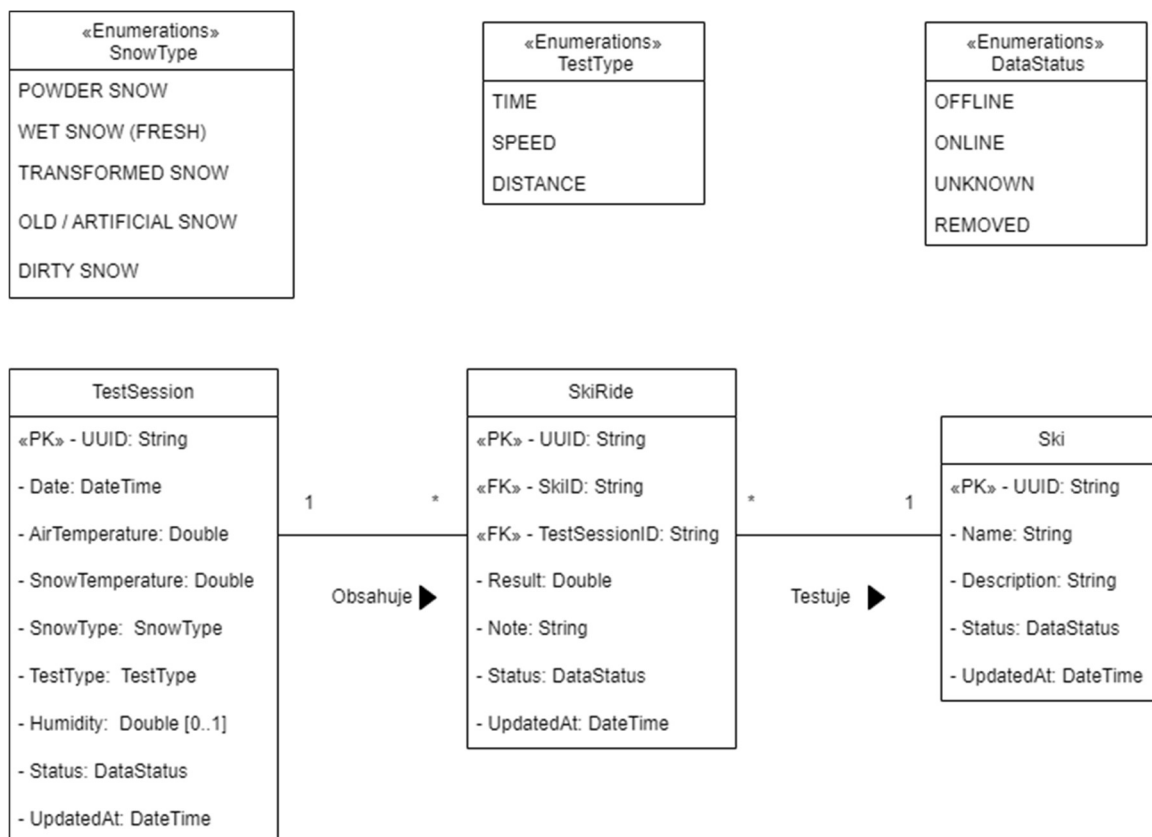 «Enumerations»
SnowType
POWDER SNOW
WET SNOW (FRESH)
TRANSFORMED SNOW
OLD / ARTIFICIAL SNOW
DIRTY SNOW
«Enumerations»
TestType
TIME
SPEED
DISTANCE
«Enumerations»
DataStatus
OFFLINE
ONLINE
UNKNOWN
REMOVED
TestSession
«PK» - UUID: String
- Date: DateTime
- AirTemperature: Double
- SnowTemperature: Double
- SnowType: SnowType
- TestType: TestType
- Humidity: Double [0..1]
- Status: DataStatus
- UpdatedAt: DateTime
1
*
Obsahuje
SkiRide
«PK» - UUID: String
«FK» - SkiID: String
«FK» - TestSessionID: String
- Result: Double
- Note: String
- Status: DataStatus
- UpdatedAt: DateTime
*
1
Testuje
Ski
«PK» - UUID: String
- Name: String
- Description: String
- Status: DataStatus
- UpdatedAt: DateTime